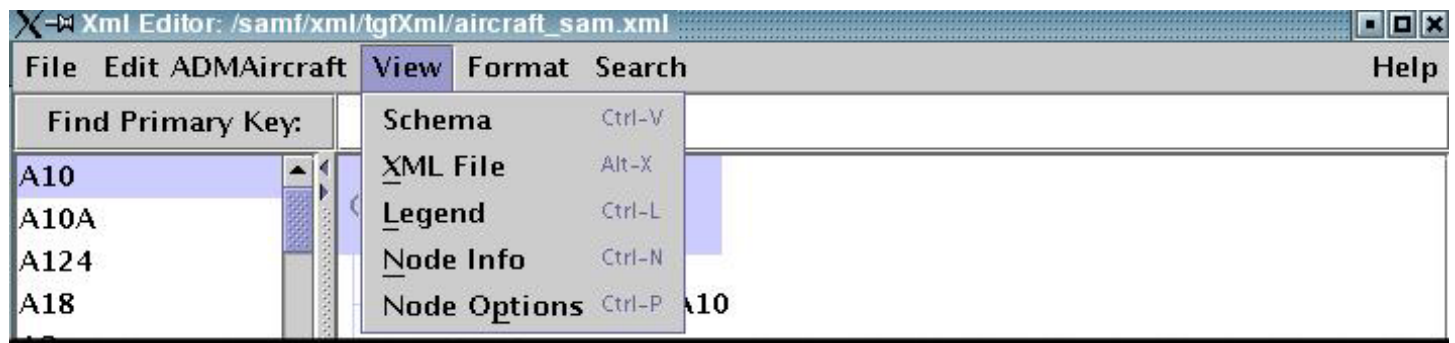 Xml Editor: /samf/xml/tgfXml/aircraft_sam.xml
File Edit ADMAircraft View Format Search Help
Find Primary Key:
Schema Ctrl-V
XML File Alt-X
Legend Ctrl-L
Node Info Ctrl-N
Node Options Ctrl-P
A10
A10A
A124
A18
A10